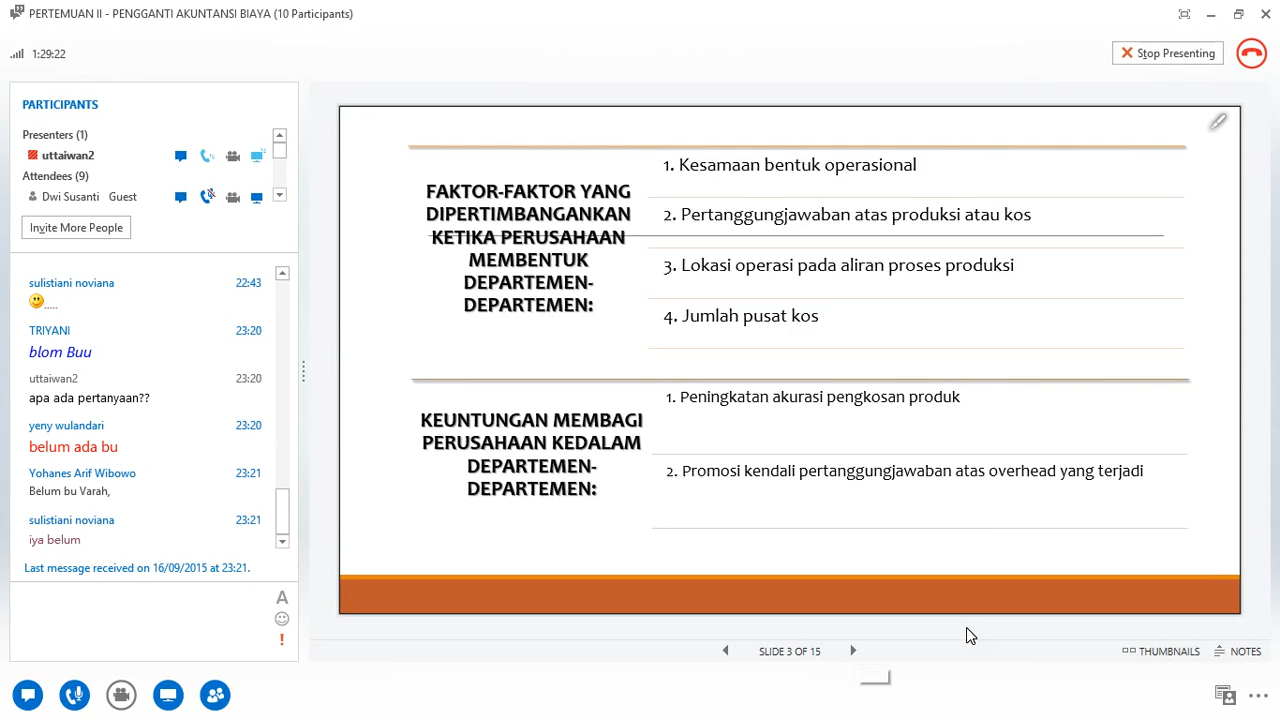 PERTEMUAN II - PENGGANTI AKUNTANSI BIAYA (10 Participants)
1:29:22
Stop Presenting
PARTICIPANTS
Presenters (1)
uttaiwan2
Attendees (9)
Dwi Susanti Guest
Invite More People
sulistiani noviana 22:43
.....
TRIYANI 23:20
blom Buu
uttaiwan2 23:20
apa ada pertanyaan??
yeny wulandari 23:20
belum ada bu
Yohanes Arif Wibowo 23:21
Belum bu Varah,
sulistiani noviana 23:21
iya belum
Last message received on 16/09/2015 at 23:21.
A
!
FAKTOR-FAKTOR YANG
DIPERTIMBANGANKAN
KETIKA PERUSAHAAN
MEMBENTUK
DEPARTEMEN-
DEPARTEMEN:
1. Kesamaan bentuk operasional
2. Pertanggungjawaban atas produksi atau kos
3. Lokasi operasi pada aliran proses produksi
4. Jumlah pusat kos
KEUNTUNGAN MEMBAGI
PERUSAHAAN KEDALAM
DEPARTEMEN-
DEPARTEMEN:
1. Peningkatan akurasi pengkosan produk
2. Promosi kendali pertanggungjawaban atas overhead yang terjadi
SLIDE 3 OF 15
THUMBNAILS
NOTES